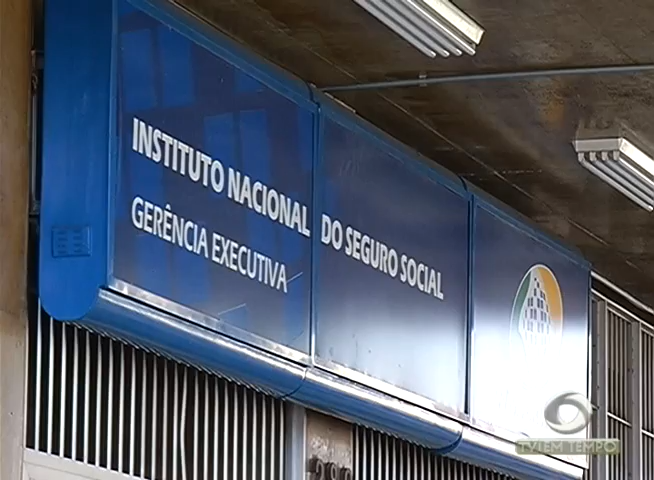 INSTITUTO NACIONAL DO SEGURO SOCIAL
GERÊNCIA EXECUTIVA
TV EM TEMPO